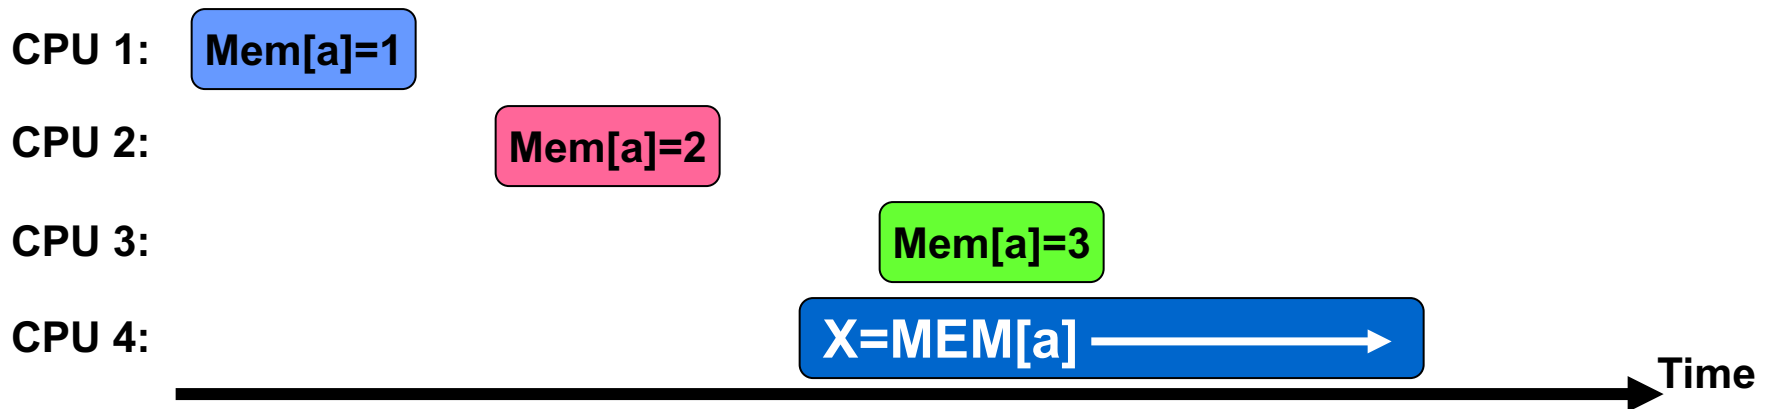 CPU 1: Mem[a]=1
CPU 2: Mem[a]=2
CPU 3: Mem[a]=3
CPU 4: X=MEM[a]
Time